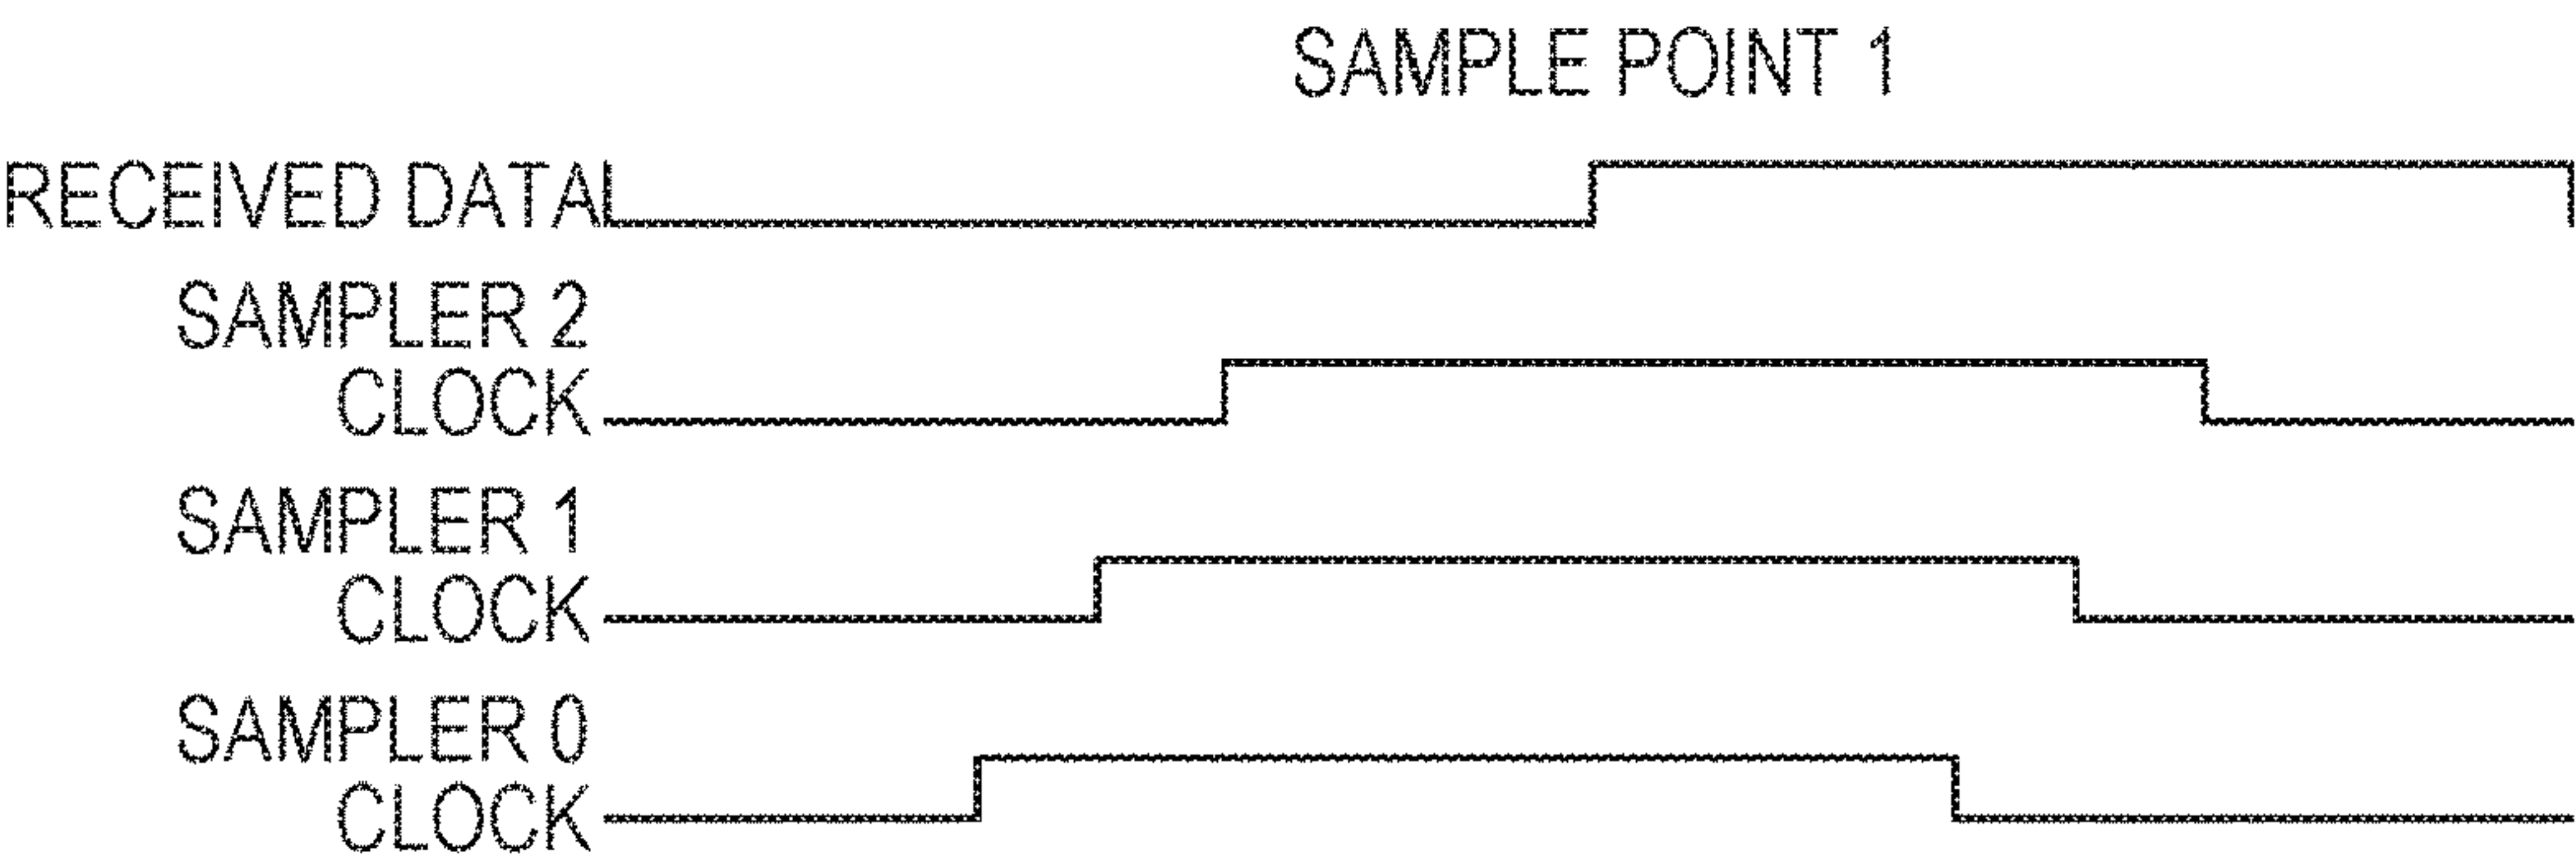 SAMPLE POINT 1
RECEIVED DATA
SAMPLER 2
CLOCK
SAMPLER 1
CLOCK
SAMPLER 0
CLOCK